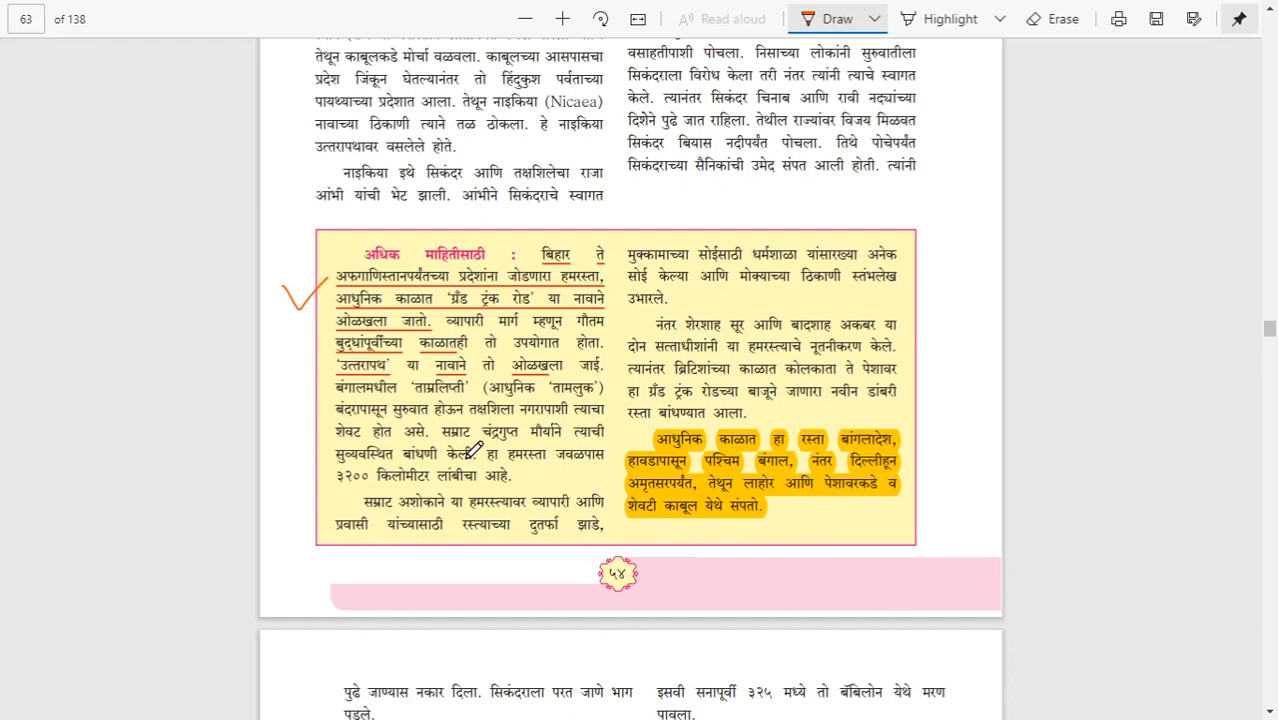 63 of 138 Read aloud Draw Highlight Erase
तेथून काबूलकडे मोर्चा वळवला. काबूलच्या आसपासचा
प्रदेश जिंकून घेतल्यानंतर तो हिंदुकुश पर्वताच्या
पायथ्याच्या प्रदेशात आला. तेथून नाइकिया (Nicaea)
नावाच्या ठिकाणी त्याने तळ ठोकला. हे नाइकिया
उत्तरापथावर वसलेले होते.
नाइकिया इथे सिकंदर आणि तक्षशिलेचा राजा
आंभी यांची भेट झाली. आंभीने सिकंदराचे स्वागत
वसाहतीपाशी पोचला. निसाच्या लोकांनी सुरुवातीला
सिकंदराला विरोध केला तरी नंतर त्यांनी त्याचे स्वागत
केले. त्यानंतर सिकंदर चिनाब आणि रावी नद्यांच्या
दिशेने पुढे जात राहिला. तेथील राज्यांवर विजय मिळवत
सिकंदर बियास नदीपर्यंत पोचला. तिथे पोचेपर्यंत
सिकंदराच्या सैनिकांची उमेद संपत आली होती. त्यांनी
अधिक माहितीसाठी : बिहार ते
अफगाणिस्तानपर्यंतच्या प्रदेशांना जोडणारा हमरस्ता,
आधुनिक काळात ‘ग्रँड ट्रंक रोड’ या नावाने
ओळखला जातो. व्यापारी मार्ग म्हणून गौतम
बुद्धांपूर्वीच्या काळातही तो उपयोगात होता.
‘उत्तरापथ’ या नावाने तो ओळखला जाई.
बंगालमधील ‘ताम्रलिप्ती’ (आधुनिक ‘तामलुक’)
बंदरापासून सुरुवात होऊन तक्षशिला नगरापाशी त्याचा
शेवट होत असे. सम्राट चंद्रगुप्त मौर्याने त्याची
सुव्यवस्थित बांधणी केली. हा हमरस्ता जवळपास
३२०० किलोमीटर लांबीचा आहे.
सम्राट अशोकाने या हमरस्त्यावर व्यापारी आणि
प्रवासी यांच्यासाठी रस्त्याच्या दुतर्फा झाडे,
मुक्कामाच्या सोईसाठी धर्मशाळा यांसारख्या अनेक
सोई केल्या आणि मोक्याच्या ठिकाणी स्तंभलेख
उभारले.
नंतर शेरशाह सूर आणि बादशाह अकबर या
दोन सत्ताधीशांनी या हमरस्त्याचे नूतनीकरण केले.
त्यानंतर ब्रिटिशांच्या काळात कोलकाता ते पेशावर
हा ग्रँड ट्रंक रोडच्या बाजूने जाणारा नवीन डांबरी
रस्ता बांधण्यात आला.
आधुनिक काळात हा रस्ता बांगलादेश,
हावडापासून पश्चिम बंगाल, नंतर दिल्लीहून
अमृतसरपर्यंत, तेथून लाहोर आणि पेशावरकडे व
शेवटी काबूल येथे संपतो.
५४
पुढे जाण्यास नकार दिला. सिकंदराला परत जाणे भाग
पडले.
इसवी सनापूर्वी ३२५ मध्ये तो बॅबिलोन येथे मरण
पावला.